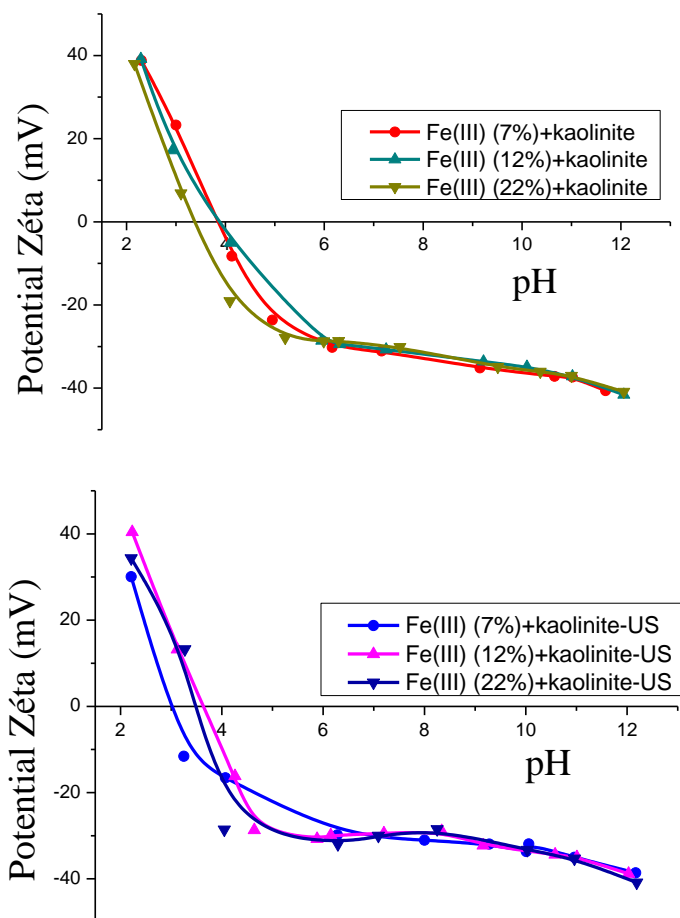 40
20
0
-20
-40
2 4 6 8 10 12
Potential Zéta (mV)
pH
Fe(III) (7%)+kaolinite
Fe(III) (12%)+kaolinite
Fe(III) (22%)+kaolinite
40
20
0
-20
-40
2 4 6 8 10 12
Potential Zéta (mV)
pH
Fe(III) (7%)+kaolinite-US
Fe(III) (12%)+kaolinite-US
Fe(III) (22%)+kaolinite-US